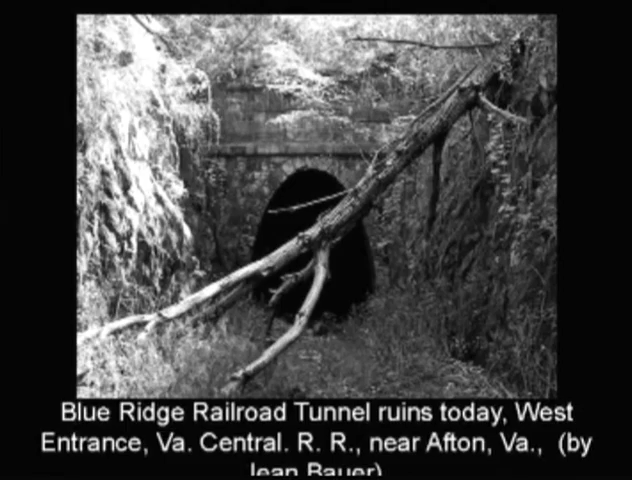 Blue Ridge Railroad Tunnel ruins today, West
Entrance, Va. Central. R. R., near Afton, Va.,  (by
Jean Bauer)